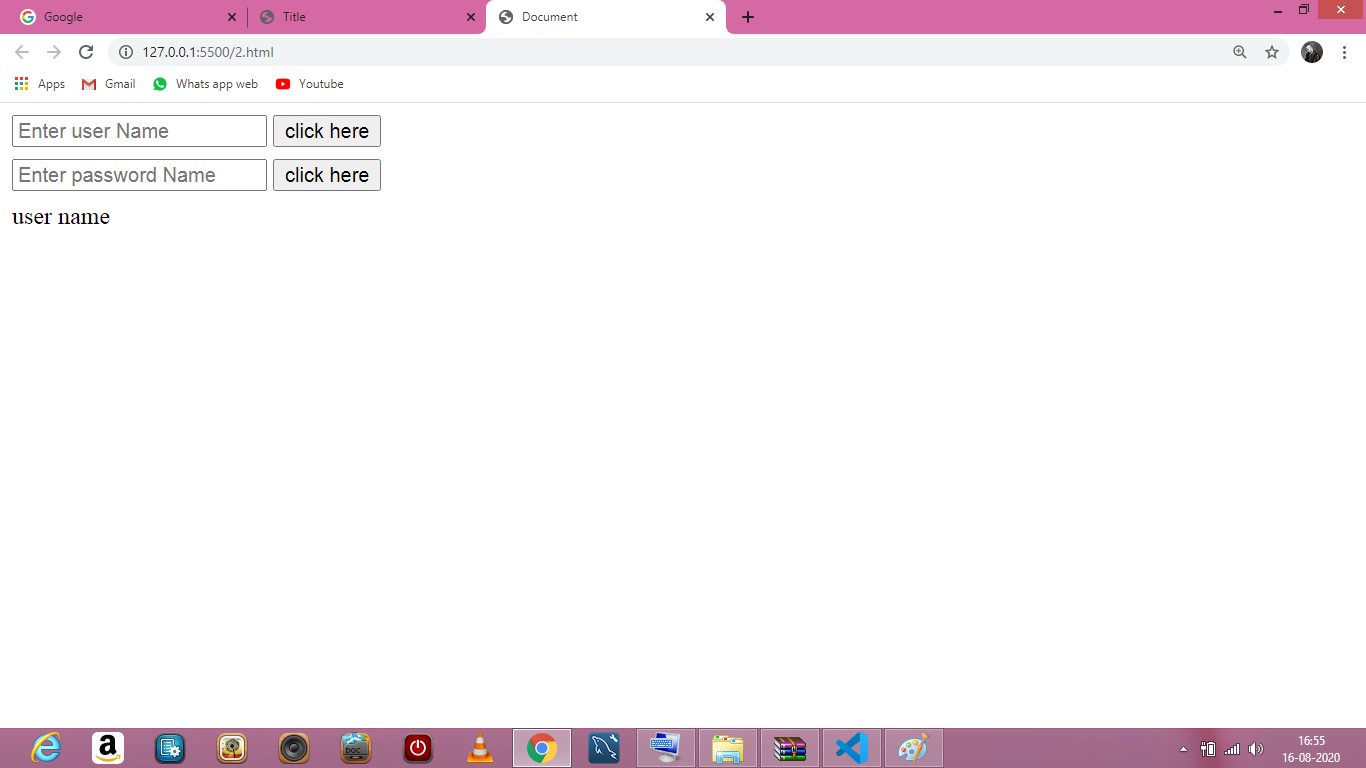 Google Title Document
127.0.0.1:5500/2.html
Apps Gmail Whats app web Youtube
Enter user Name click here
Enter password Name click here
user name
DOC
16:55
16-08-2020